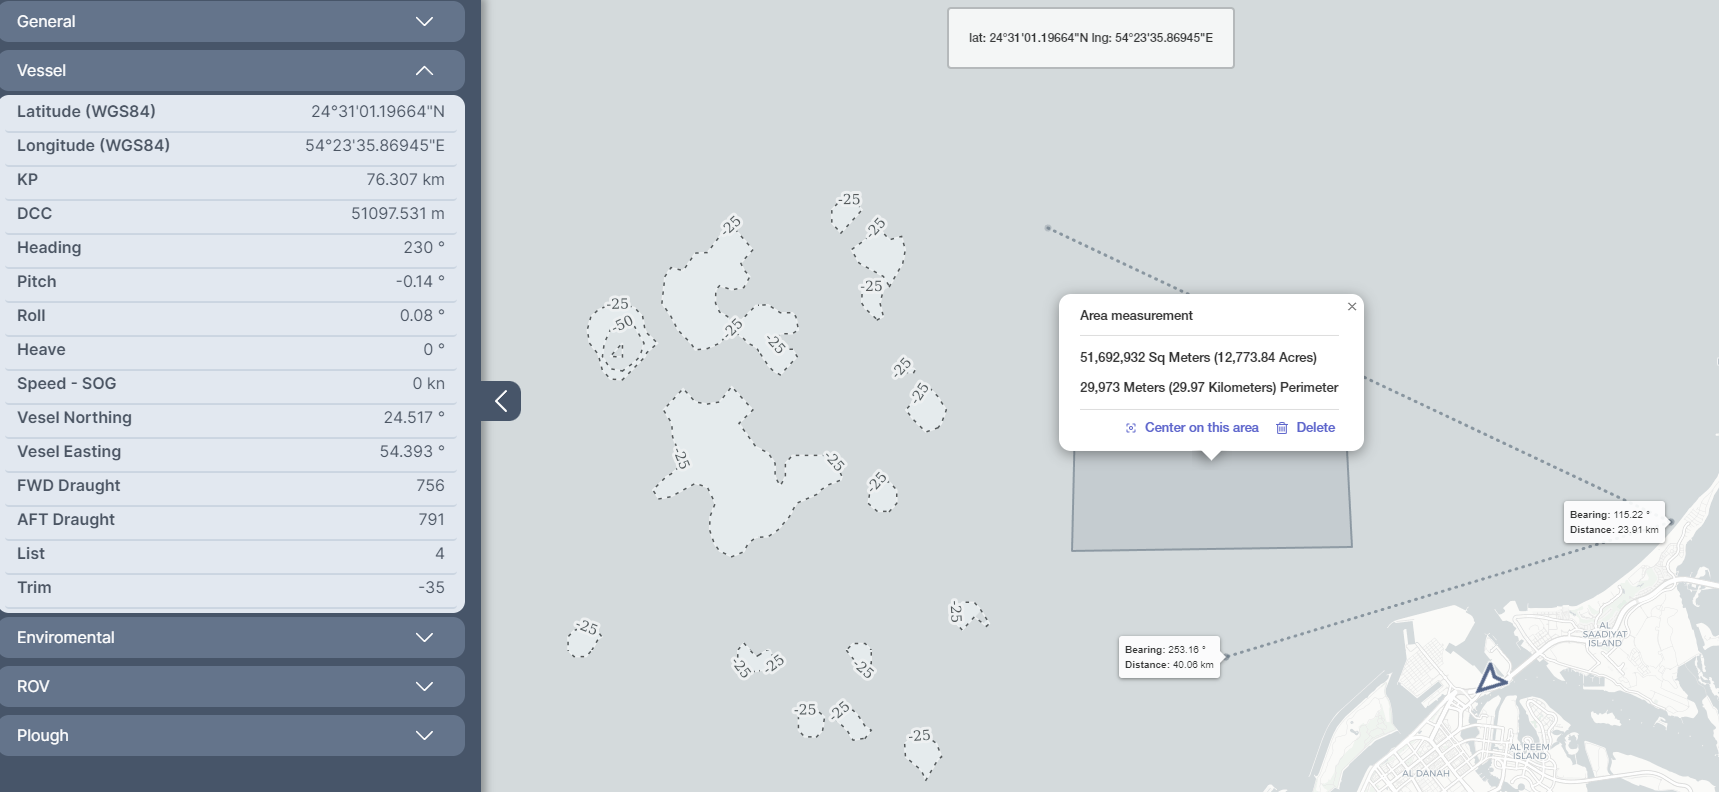 General
Vessel
Latitude (WGS84) 24°31'01.19664"N
Longitude (WGS84) 54°23'35.86945"E
KP 76.307 km
DCC 51097.531 m
Heading 230 °
Pitch -0.14 °
Roll 0.08 °
Heave 0 °
Speed - SOG 0 kn
Vesel Northing 24.517 °
Vesel Easting 54.393 °
FWD Draught 756
AFT Draught 791
List 4
Trim -35
Enviromental
ROV
Plough
lat: 24°31'01.19664"N lng: 54°23'35.86945"E
-25
-25
-25
-25
-25
-50
-25
-25
-25
-25
-25
-25
-25
Area measurement
51,692,932 Sq Meters (12,773.84 Acres)
29,973 Meters (29.97 Kilometers) Perimeter
Center on this area Delete
Bearing: 115.22 °
Distance: 23.91 km
-25
-25
-25
-25
-25
-25
-25
-25
Bearing: 253.16 °
Distance: 40.06 km
AL
SAADIYAT
ISLAND
AL REEM
ISLAND
AL DANAH